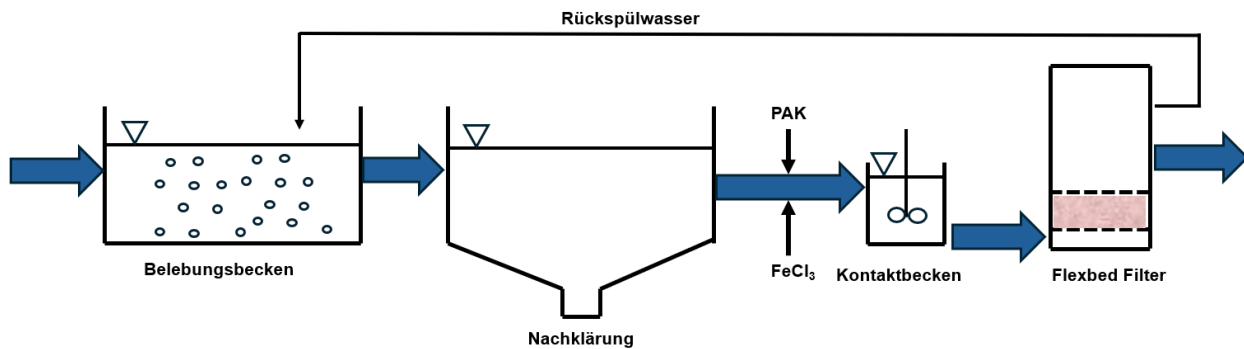 Rückspülwasser
PAK
Belebungsbecken
Nachklärung
FeCl₃
Kontaktbecken
Flexbed Filter